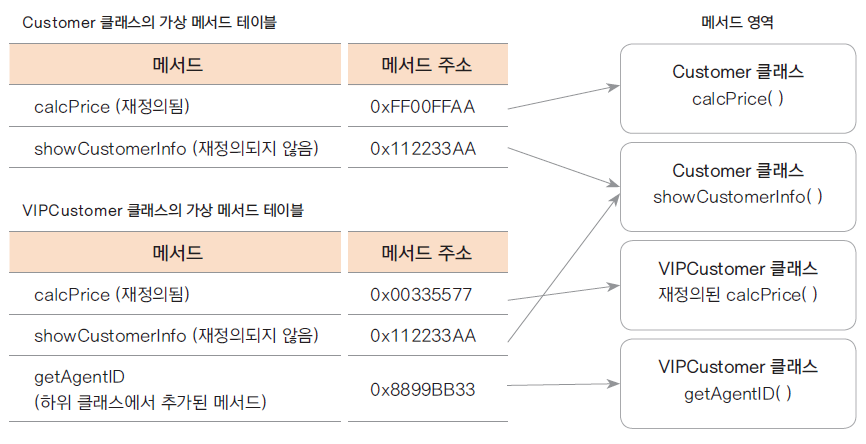 Customer 클래스의 가상 메서드 테이블
메서드 메서드 주소
calcPrice (재정의됨) 0xFF00FFAA
showCustomerInfo (재정의되지 않음) 0x112233AA
VIPCustomer 클래스의 가상 메서드 테이블
메서드 메서드 주소
calcPrice (재정의됨) 0x00335577
showCustomerInfo (재정의되지 않음) 0x112233AA
getAgentID
(하위 클래스에서 추가된 메서드) 0x8899BB33
메서드 영역
Customer 클래스
calcPrice( )
Customer 클래스
showCustomerInfo( )
VIPCustomer 클래스
재정의된 calcPrice( )
VIPCustomer 클래스
getAgentID( )